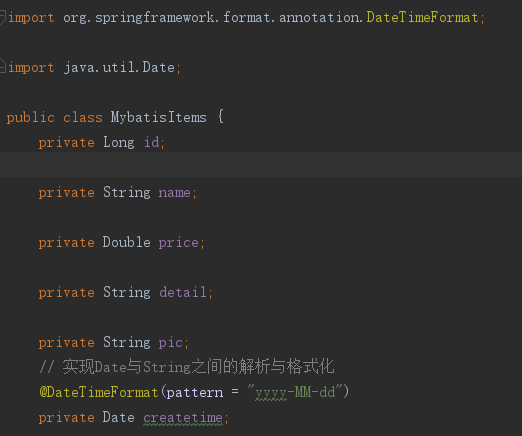 import org.springframework.format.annotation.DateTimeFormat;
import java.util.Date;
public class MybatisItems {
private Long id;
private String name;
private Double price;
private String detail;
private String pic;
// 实现Date与String之间的解析与格式化
@DateTimeFormat(pattern = "yyyy-MM-dd")
private Date createtime;